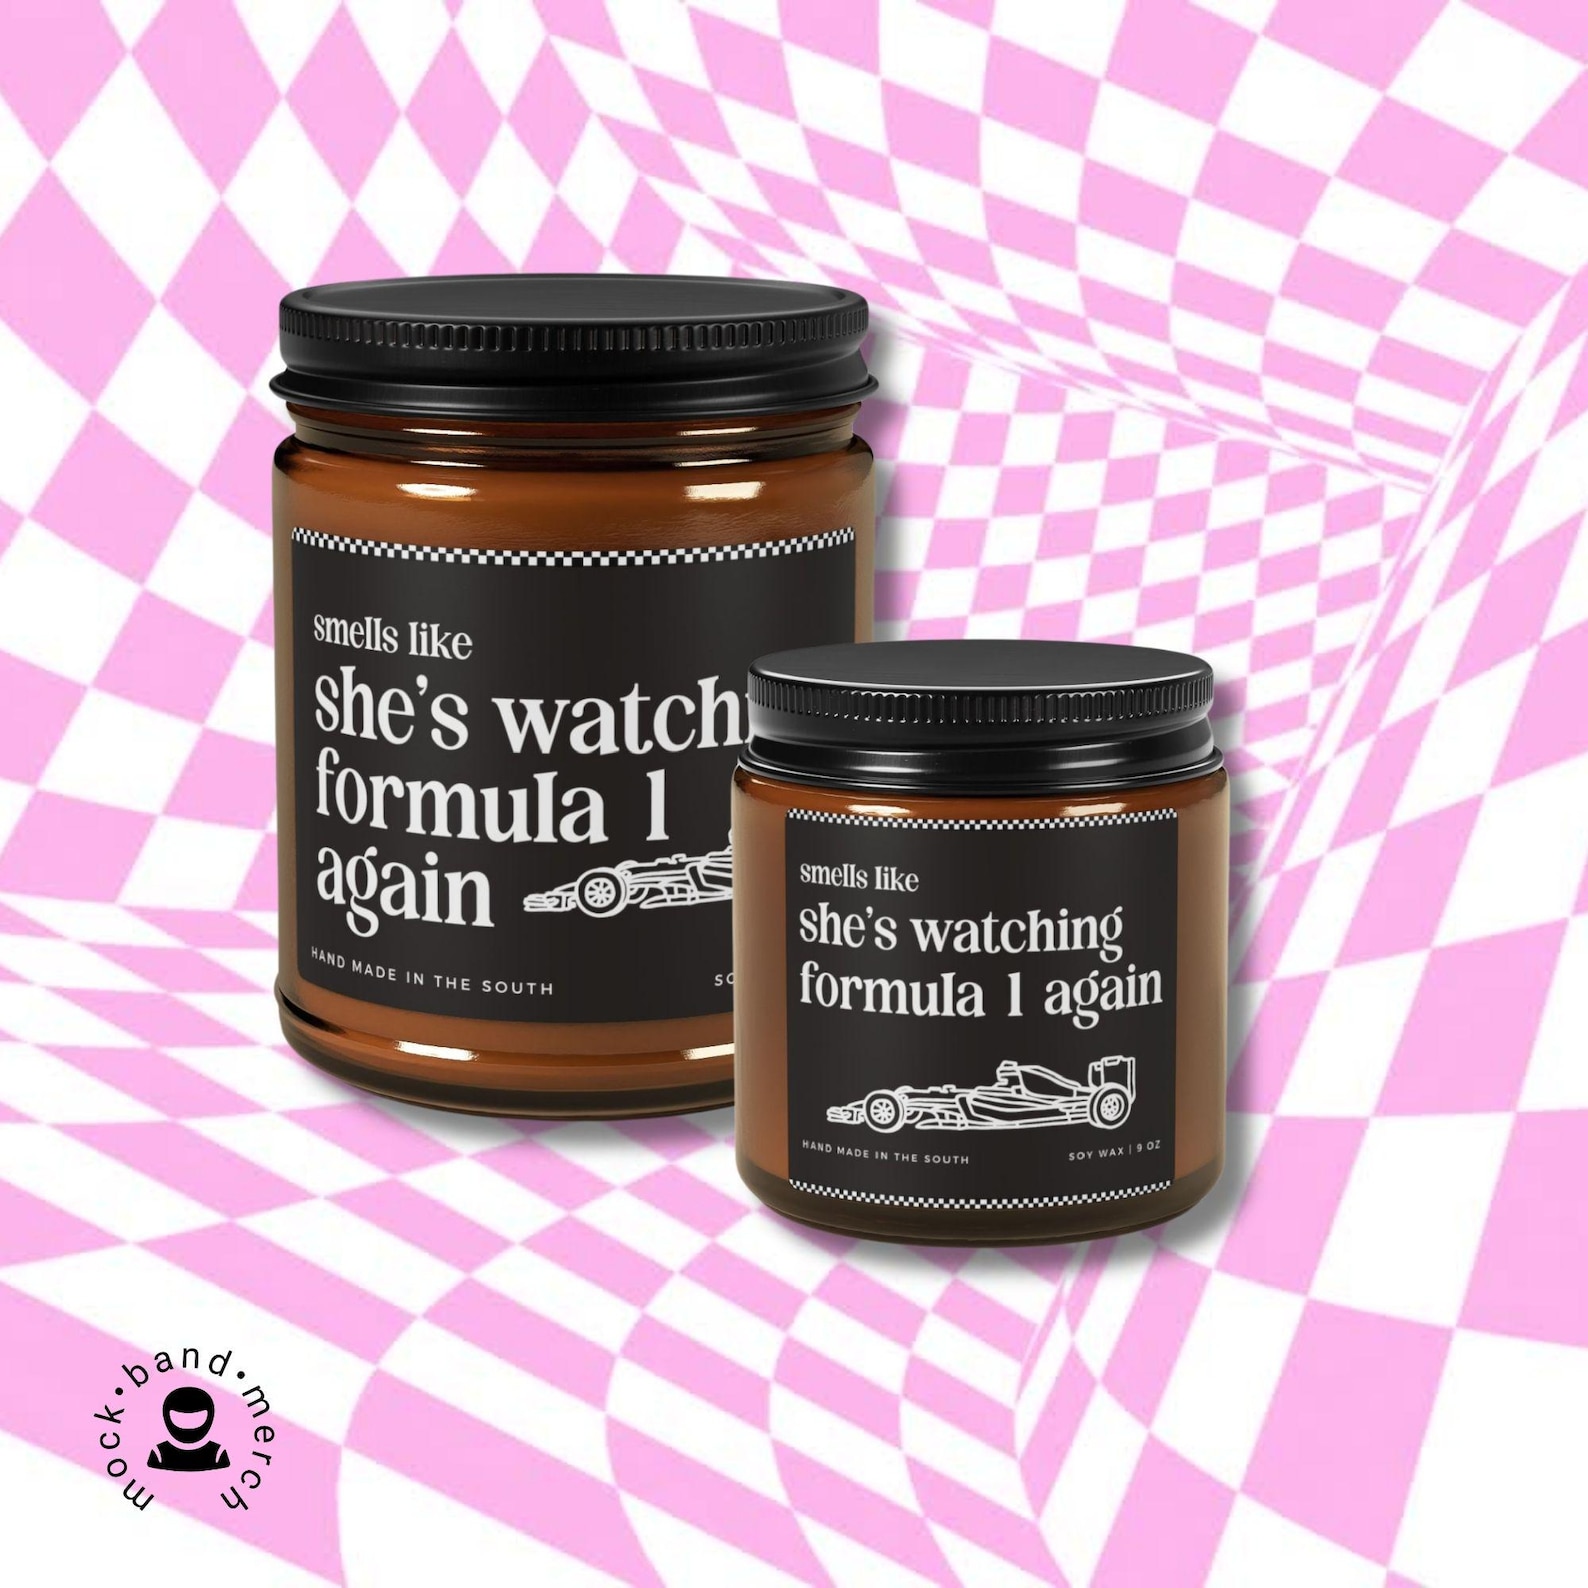 smells like
she's watchi
formula 1
again
HAND MADE IN THE SOUTH
SO
smells like
she's watching
formula 1 again
HAND MADE IN THE SOUTH
SOY WAX | 9 OZ
mock•band•merch